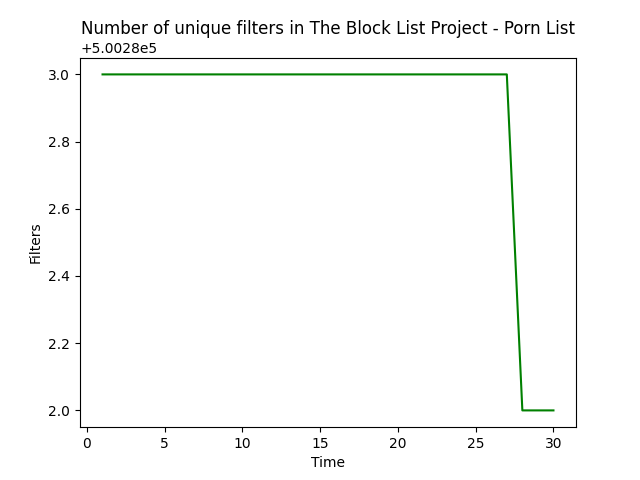 Number of unique filters in The Block List Project - Porn List
+5.0028e5
3.0
2.8
2.6
2.4
2.2
2.0
Filters
0 5 10 15 20 25 30
Time